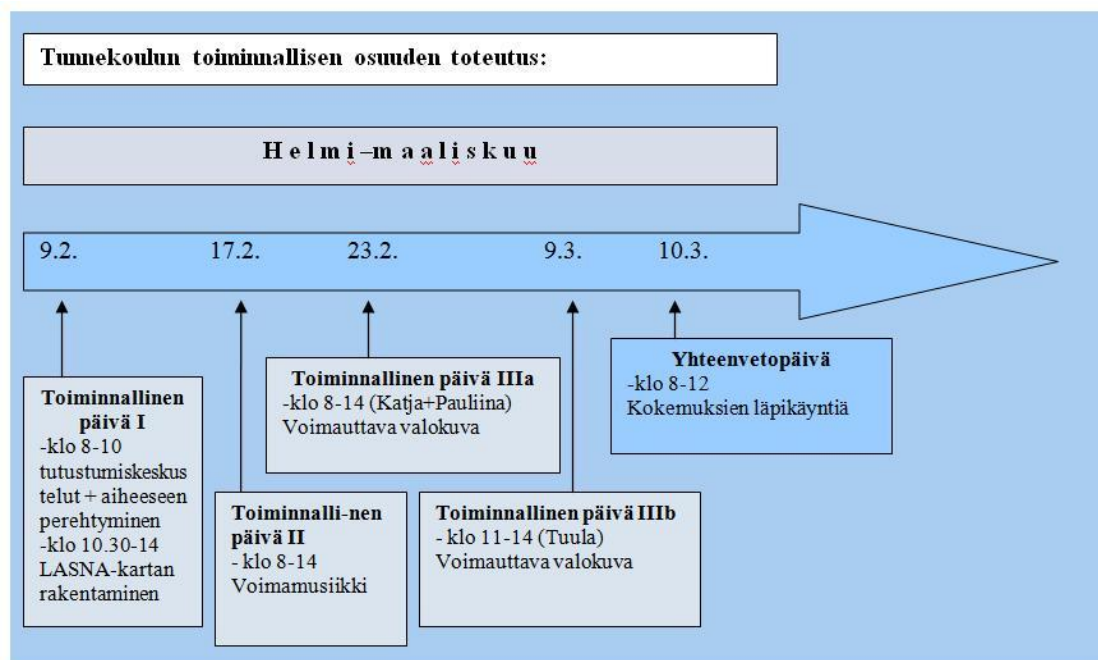 Tunnekoulun toiminnallisen osuuden toteutus:
Helmi–maaliskuu
9.2. 17.2. 23.2. 9.3. 10.3.
Toiminnallinen
päivä I
-klo 8-10
tutustumiskeskus
telut + aiheeseen
perehtyminen
-klo 10.30-14
LASNA-kartan
rakentaminen
Toiminnalli-nen
päivä II
- klo 8-14
Voimamusiikki
Toiminnallinen päivä IIIa
-klo 8-14 (Katja+Pauliina)
Voimauttava valokuva
Toiminnallinen päivä IIIb
- klo 11-14 (Tuula)
Voimauttava valokuva
Yhteenvetopäivä
-klo 8-12
Kokemuksien läpikäyntiä